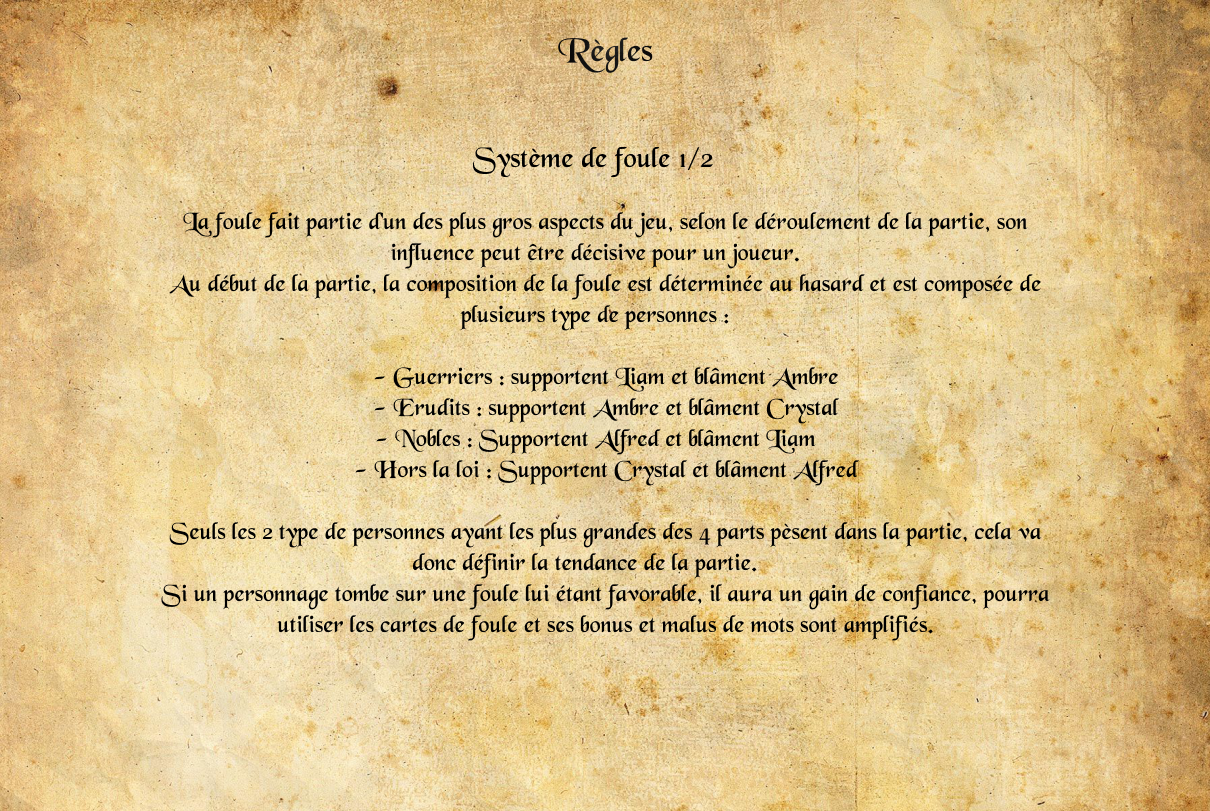 Règles
Système de foule 1/2
La foule fait partie d'un des plus gros aspects du jeu, selon le déroulement de la partie, son
influence peut être décisive pour un joueur.
Au début de la partie, la composition de la foule est déterminée au hasard et est composée de
plusieurs type de personnes :
- Guerriers : supportent Liam et blâment Ambre
- Erudits : supportent Ambre et blâment Crystal
- Nobles : Supportent Alfred et blâment Liam
- Hors la loi : Supportent Crystal et blâment Alfred
Seuls les 2 type de personnes ayant les plus grandes des 4 parts pèsent dans la partie, cela va
donc définir la tendance de la partie.
Si un personnage tombe sur une foule lui étant favorable, il aura un gain de confiance, pourra
utiliser les cartes de foule et ses bonus et malus de mots sont amplifiés.